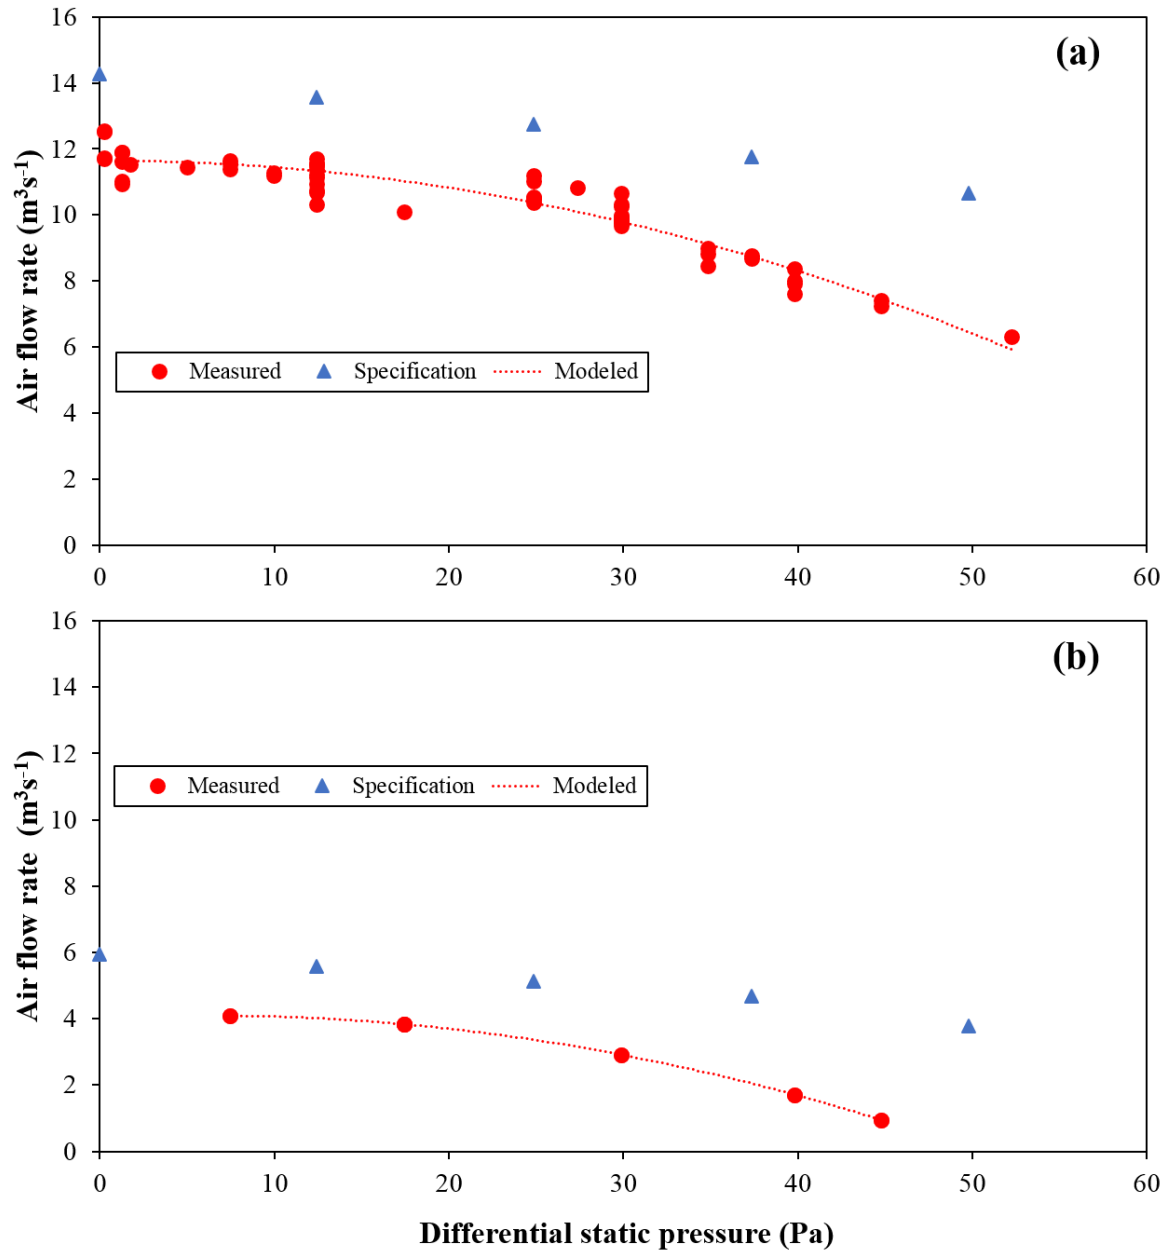 16
14
12
10
8
6
4
2
0
Air flow rate (m³s⁻¹)
(a)
Measured Specification Modeled
0 10 20 30 40 50 60
16
14
12
10
8
6
4
2
0
Air flow rate (m³s⁻¹)
(b)
Measured Specification Modeled
0 10 20 30 40 50 60
Differential static pressure (Pa)